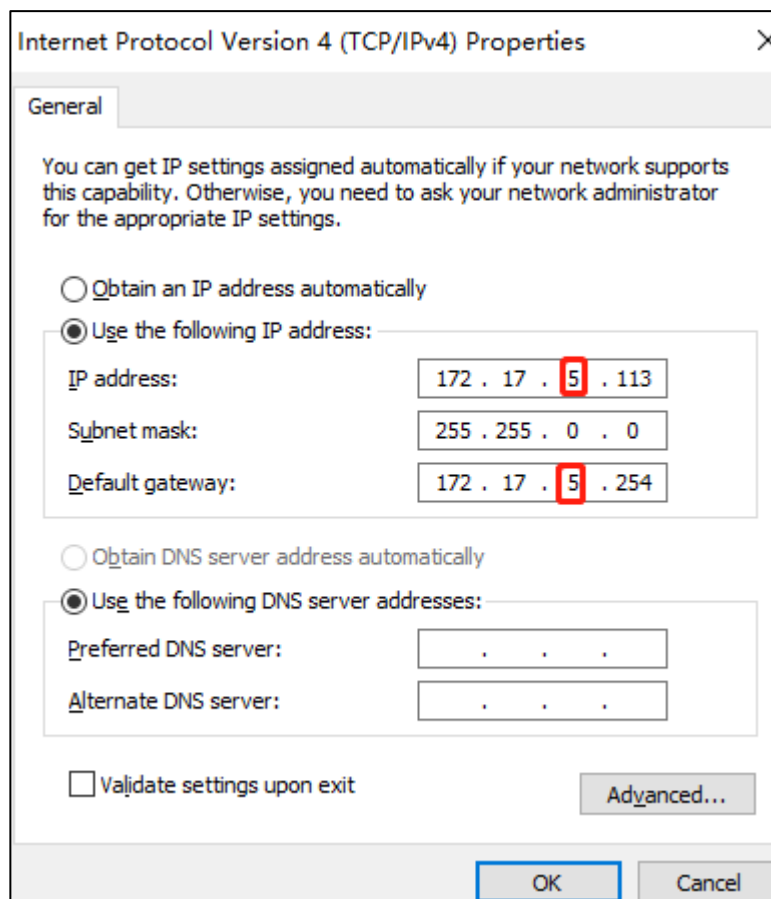 Internet Protocol Version 4 (TCP/IPv4) Properties
General
You can get IP settings assigned automatically if your network supports
this capability. Otherwise, you need to ask your network administrator
for the appropriate IP settings.
Obtain an IP address automatically
Use the following IP address:
IP address: 172 . 17 . 5 . 113
Subnet mask: 255 . 255 . 0 . 0
Default gateway: 172 . 17 . 5 . 254
Obtain DNS server address automatically
Use the following DNS server addresses:
Preferred DNS server: . . .
Alternate DNS server: . . .
Validate settings upon exit
Advanced...
OK Cancel